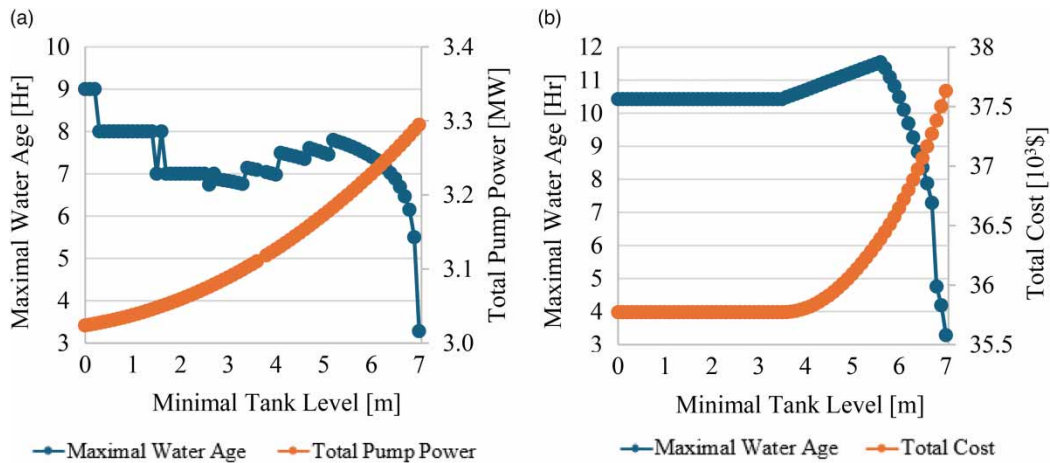 (a)
10
9
8
7
6
5
4
3
Maximal Water Age [Hr]
3.4
3.3
3.2
3.1
3.0
Total Pump Power [MW]
0 1 2 3 4 5 6 7
Minimal Tank Level [m]
Maximal Water Age Total Pump Power
(b)
12
11
10
9
8
7
6
5
4
3
Maximal Water Age [Hr]
38
37.5
37
36.5
36
35.5
Total Cost [10³$]
0 1 2 3 4 5 6 7
Minimal Tank Level [m]
Maximal Water Age Total Cost